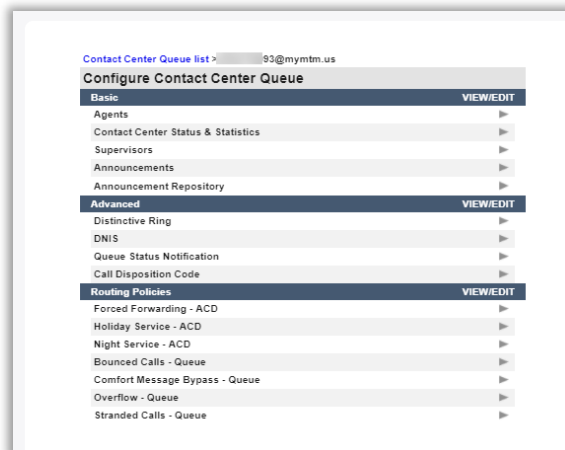 Contact Center Queue list > 93@mymtm.us
Configure Contact Center Queue
Basic VIEW/EDIT
Agents
Contact Center Status & Statistics
Supervisors
Announcements
Announcement Repository
Advanced VIEW/EDIT
Distinctive Ring
DNIS
Queue Status Notification
Call Disposition Code
Routing Policies VIEW/EDIT
Forced Forwarding - ACD
Holiday Service - ACD
Night Service - ACD
Bounced Calls - Queue
Comfort Message Bypass - Queue
Overflow - Queue
Stranded Calls - Queue